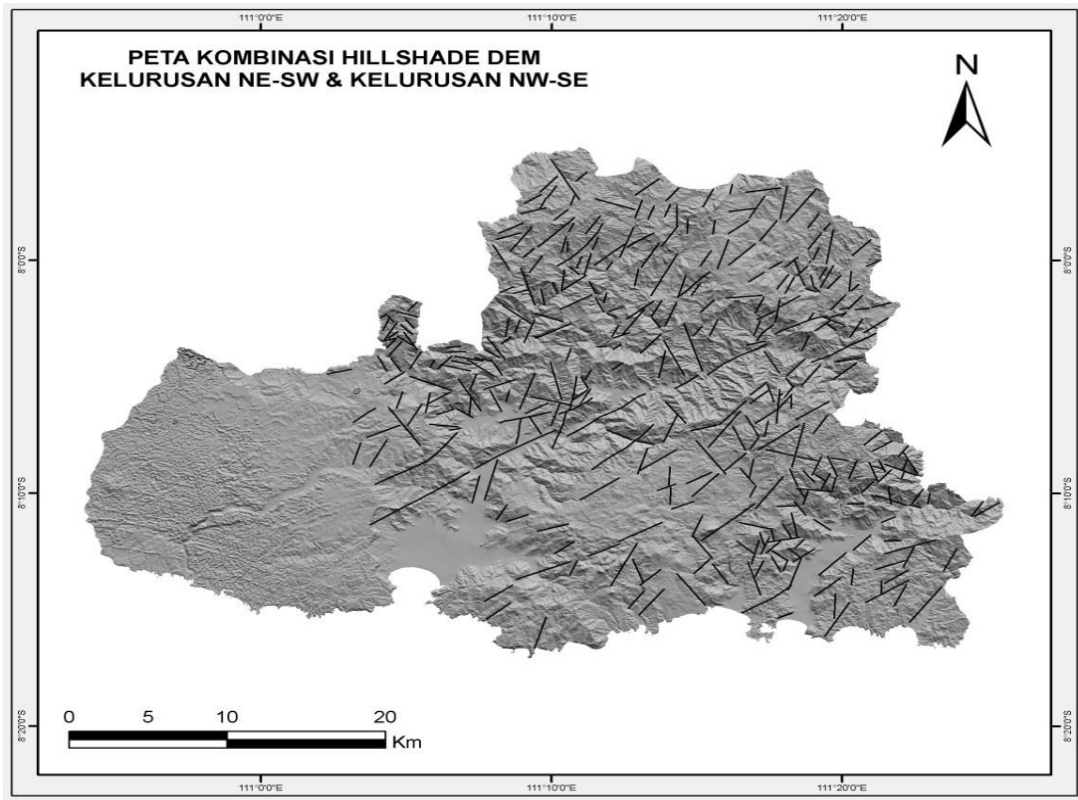 111°0'0"E 111°10'0"E 111°20'0"E
PETA KOMBINASI HILLSHADE DEM
KELURUSAN NE-SW & KELURUSAN NW-SE
N
8°0'0"S 8°0'0"S
8°10'0"S 8°10'0"S
0 5 10 20
Km
8°20'0"S 8°20'0"S
111°0'0"E 111°10'0"E 111°20'0"E